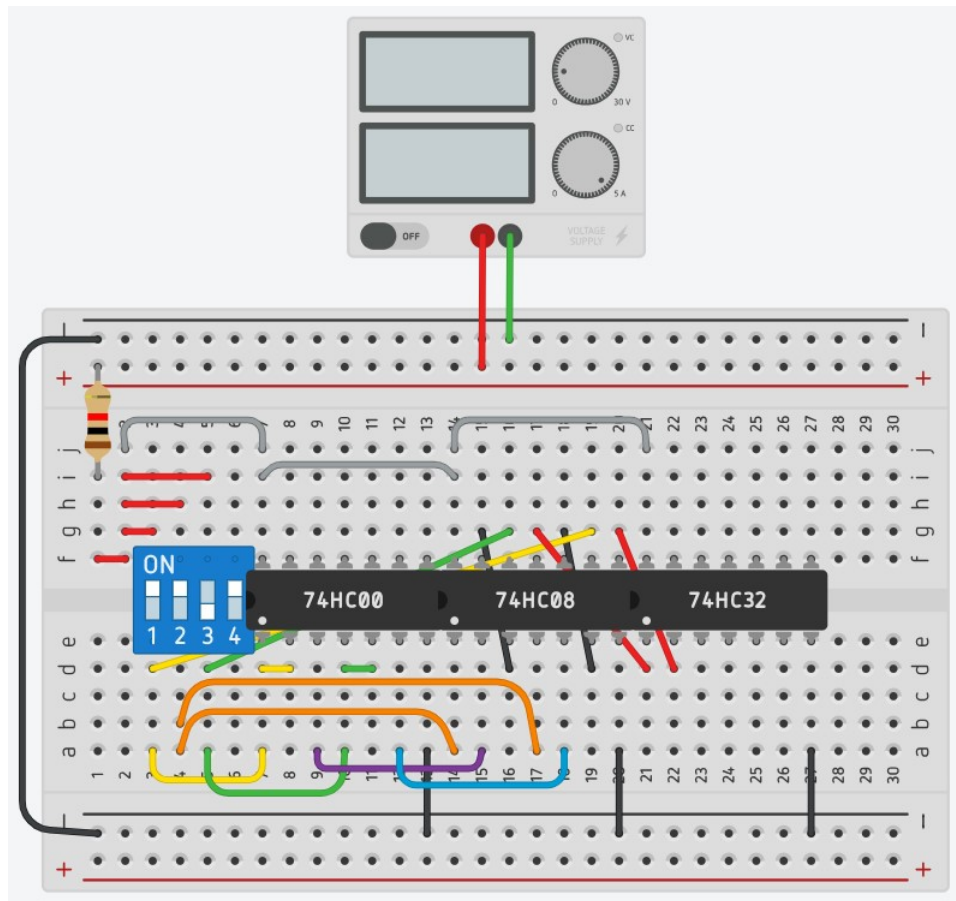 VC
0 30 V
CC
0 5 A
OFF
VOLTAGE
SUPPLY
− −
+ +
8 9 10 11 12 13 16 17 19 22 23 24 25 26 27 28 29 30
j j
i i
h h
g g
f f
ON
1 2 3 4
74HC00
74HC08
74HC32
e e
d d
c c
b b
a a
1 2 3 4 5 6 7 8 9 10 11 12 13 14 15 16 17 18 19 20 21 22 23 24 25 26 27 28 29 30
− −
+ +